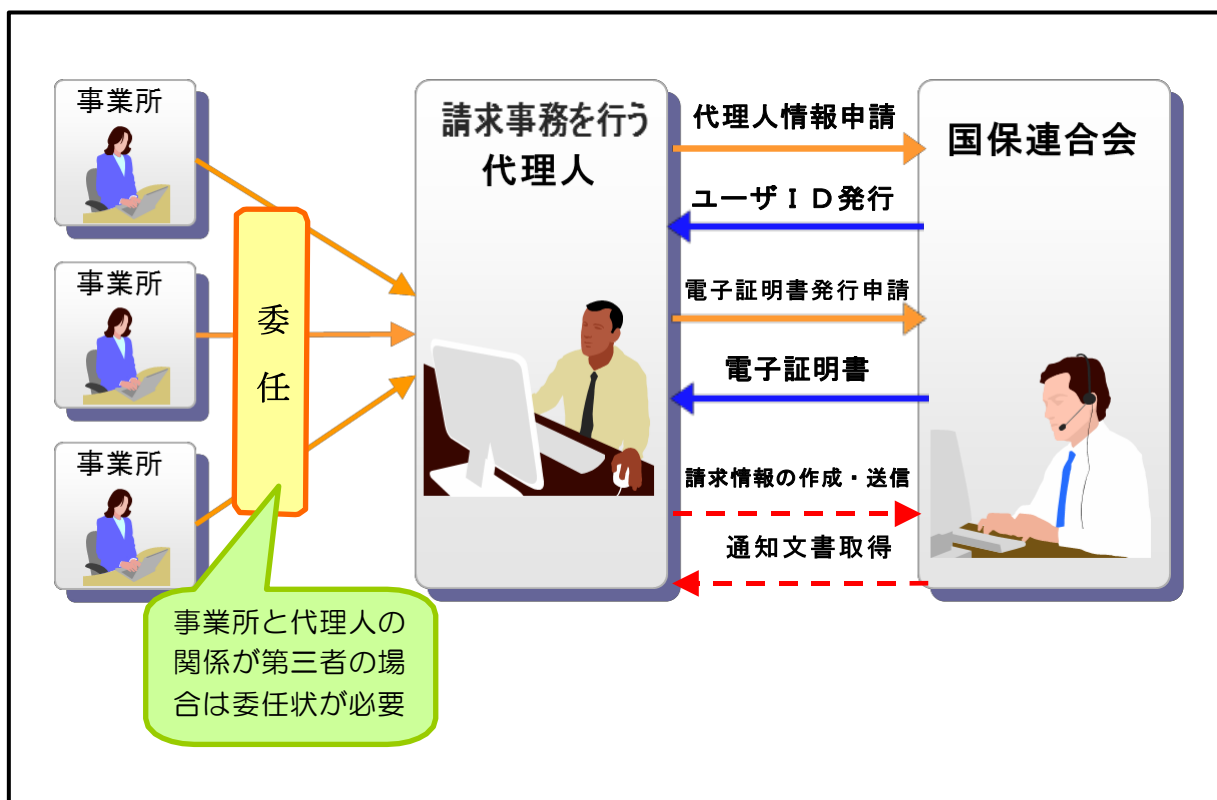 事業所
事業所
事業所
委
任
事業所と代理人の
関係が第三者の場
合は委任状が必要
請求事務を行う
代理人
代理人情報申請
ユーザＩＤ発行
電子証明書発行申請
電子証明書
請求情報の作成・送信
通知文書取得
国保連合会